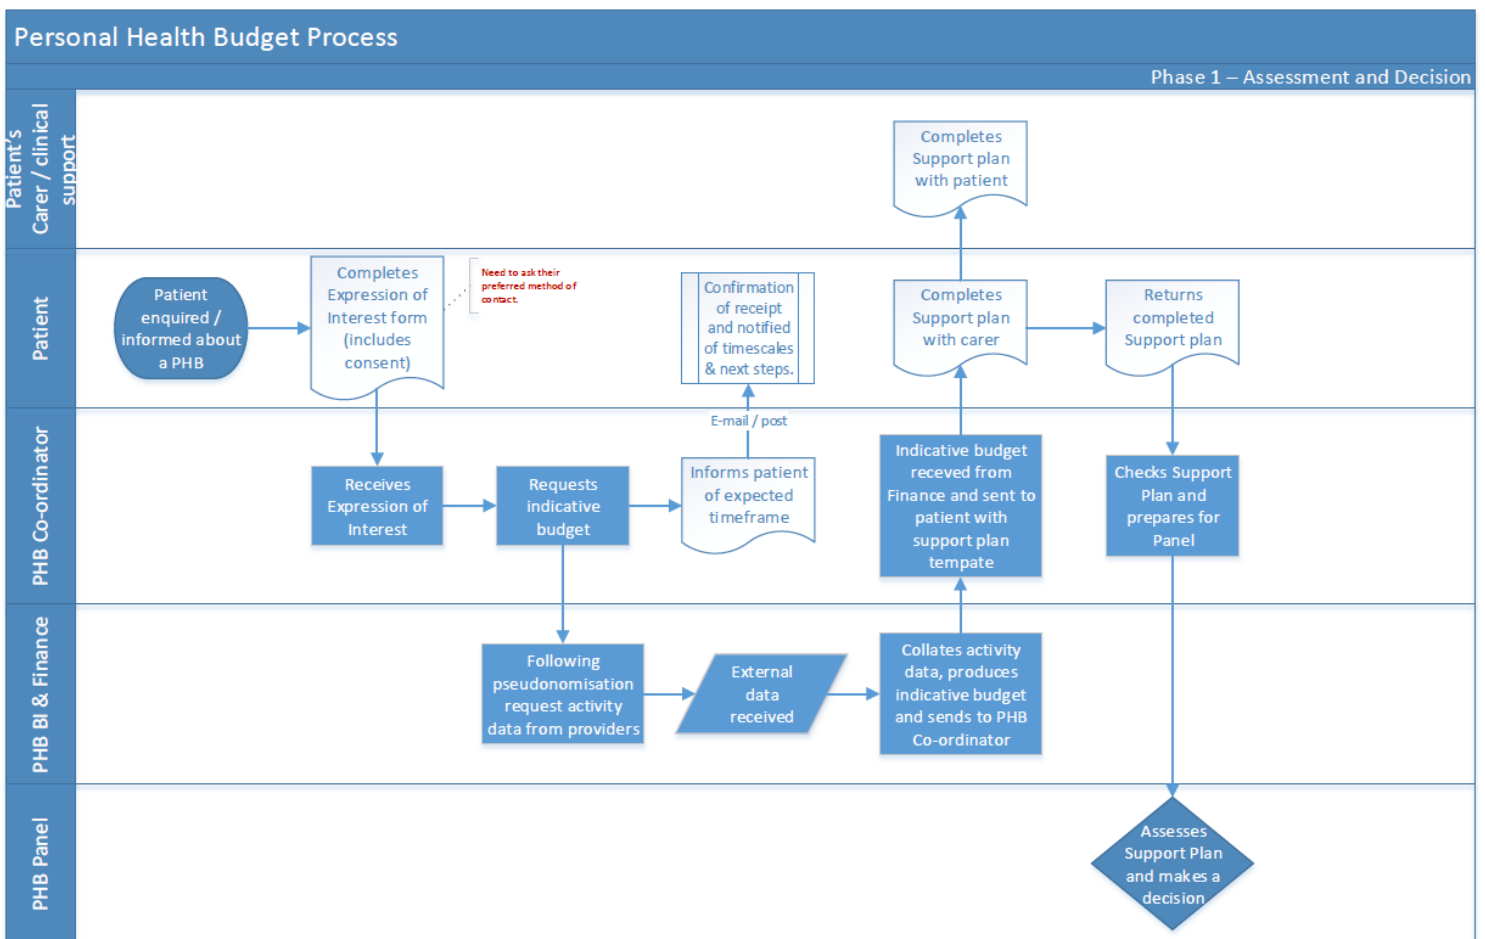 Personal Health Budget Process
Phase 1 – Assessment and Decision
Patient's
Carer / clinical
support
Completes
Support plan
with patient
Patient
Patient
enquired /
informed about
a PHB
Completes
Expression of
Interest form
(includes
consent)
Need to ask their
preferred method of
contact.
Confirmation
of receipt
and notified
of timescales
& next steps.
Completes
Support plan
with carer
Returns
completed
Support plan
PHB Co-ordinator
Receives
Expression of
Interest
Requests
indicative
budget
E-mail / post
Informs patient
of expected
timeframe
Indicative budget
receved from
Finance and sent to
patient with
support plan
tempate
Checks Support
Plan and
prepares for
Panel
PHB BI & Finance
Following
pseudonomisation
request activity
data from providers
External
data
received
Collates activity
data, produces
indicative budget
and sends to PHB
Co-ordinator
PHB Panel
Assesses
Support Plan
and makes a
decision